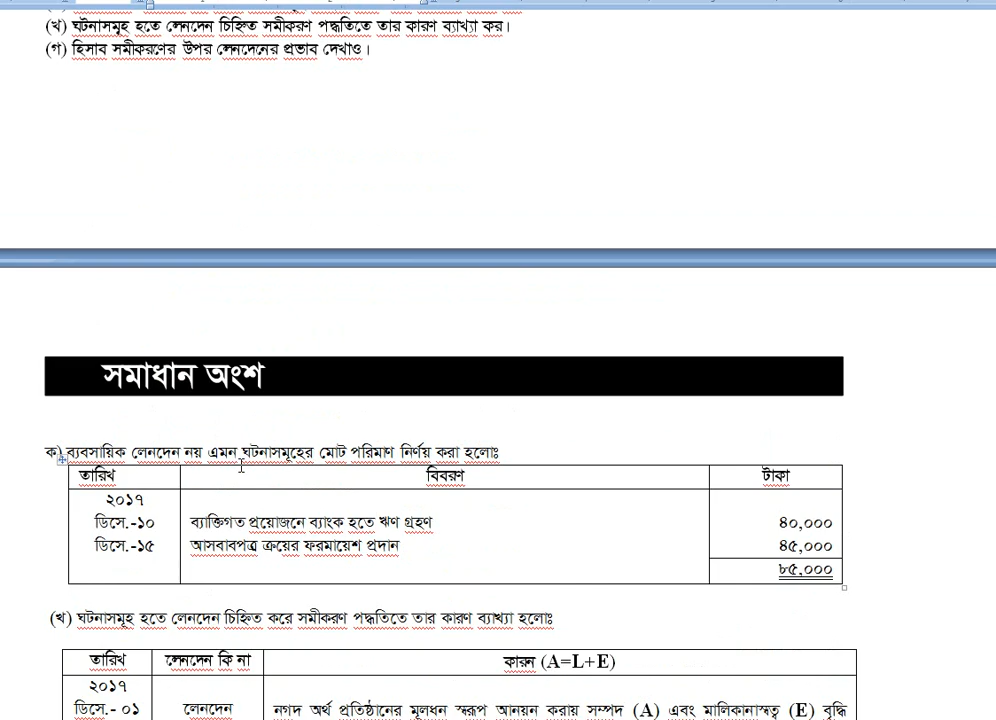 (খ) ঘটনাসমূহ হতে লেনদেন চিহ্নিত সমীকরণ পদ্ধতিতে তার কারণ ব্যাখ্যা কর।
(গ) হিসাব সমীকরণের উপর লেনদেনের প্রভাব দেখাও।
সমাধান অংশ
ক) ব্যবসায়িক লেনদেন নয় এমন ঘটনাসমূহের মোট পরিমাণ নির্ণয় করা হলোঃ
তারিখ বিবরণ টাকা
২০১৭
ডিসে.-১০ ব্যাক্তিগত প্রয়োজনে ব্যাংক হতে ঋণ গ্রহণ ৪০,০০০
ডিসে.-১৫ আসবাবপত্র ক্রয়ের ফরমায়েশ প্রদান ৪৫,০০০
৮৫,০০০
(খ) ঘটনাসমূহ হতে লেনদেন চিহ্নিত করে সমীকরণ পদ্ধতিতে তার কারণ ব্যাখ্যা হলোঃ
তারিখ লেনদেন কি না কারন (A=L+E)
২০১৭
ডিসে.- ০১ লেনদেন নগদ অর্থ প্রতিষ্ঠানের মূলধন স্বরূপ আনয়ন করায় সম্পদ (A) এবং মালিকানাস্বত্ব (E) বৃদ্ধি